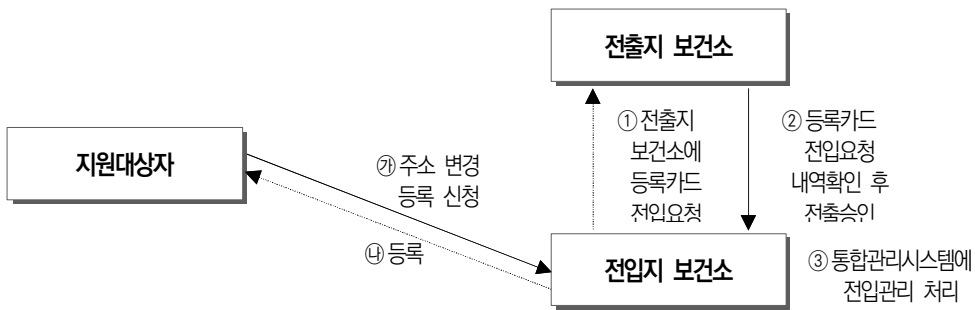 전출지 보건소
① 전출지
보건소에
등록카드
전입요청
② 등록카드
전입요청
내역확인 후
전출승인
지원대상자
㉮ 주소 변경
등록 신청
㉯ 등록
전입지 보건소
③ 통합관리시스템에
전입관리 처리